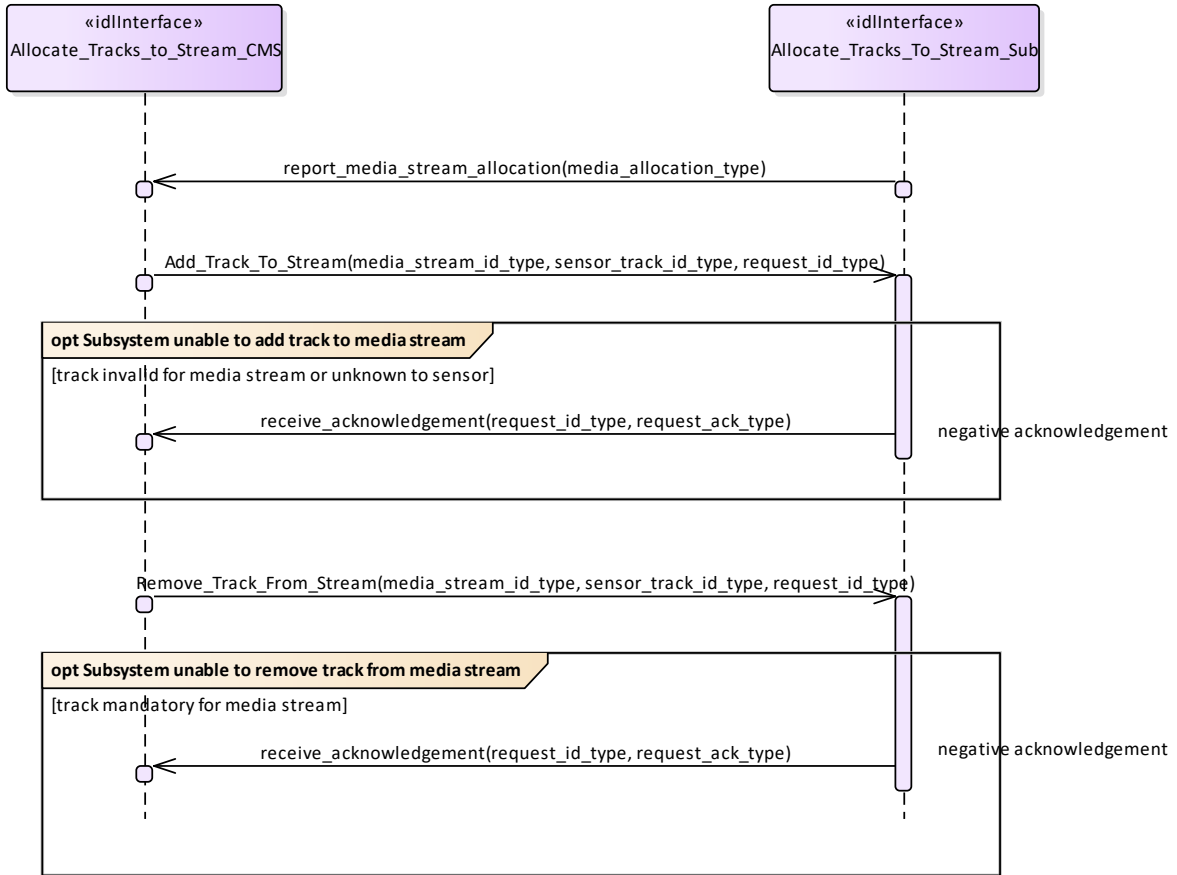 «idlInterface»
Allocate_Tracks_to_Stream_CMS
«idlInterface»
Allocate_Tracks_To_Stream_Sub
report_media_stream_allocation(media_allocation_type)
Add_Track_To_Stream(media_stream_id_type, sensor_track_id_type, request_id_type)
opt Subsystem unable to add track to media stream
[track invalid for media stream or unknown to sensor]
receive_acknowledgement(request_id_type, request_ack_type)
negative acknowledgement
Remove_Track_From_Stream(media_stream_id_type, sensor_track_id_type, request_id_type)
opt Subsystem unable to remove track from media stream
[track mandatory for media stream]
receive_acknowledgement(request_id_type, request_ack_type)
negative acknowledgement